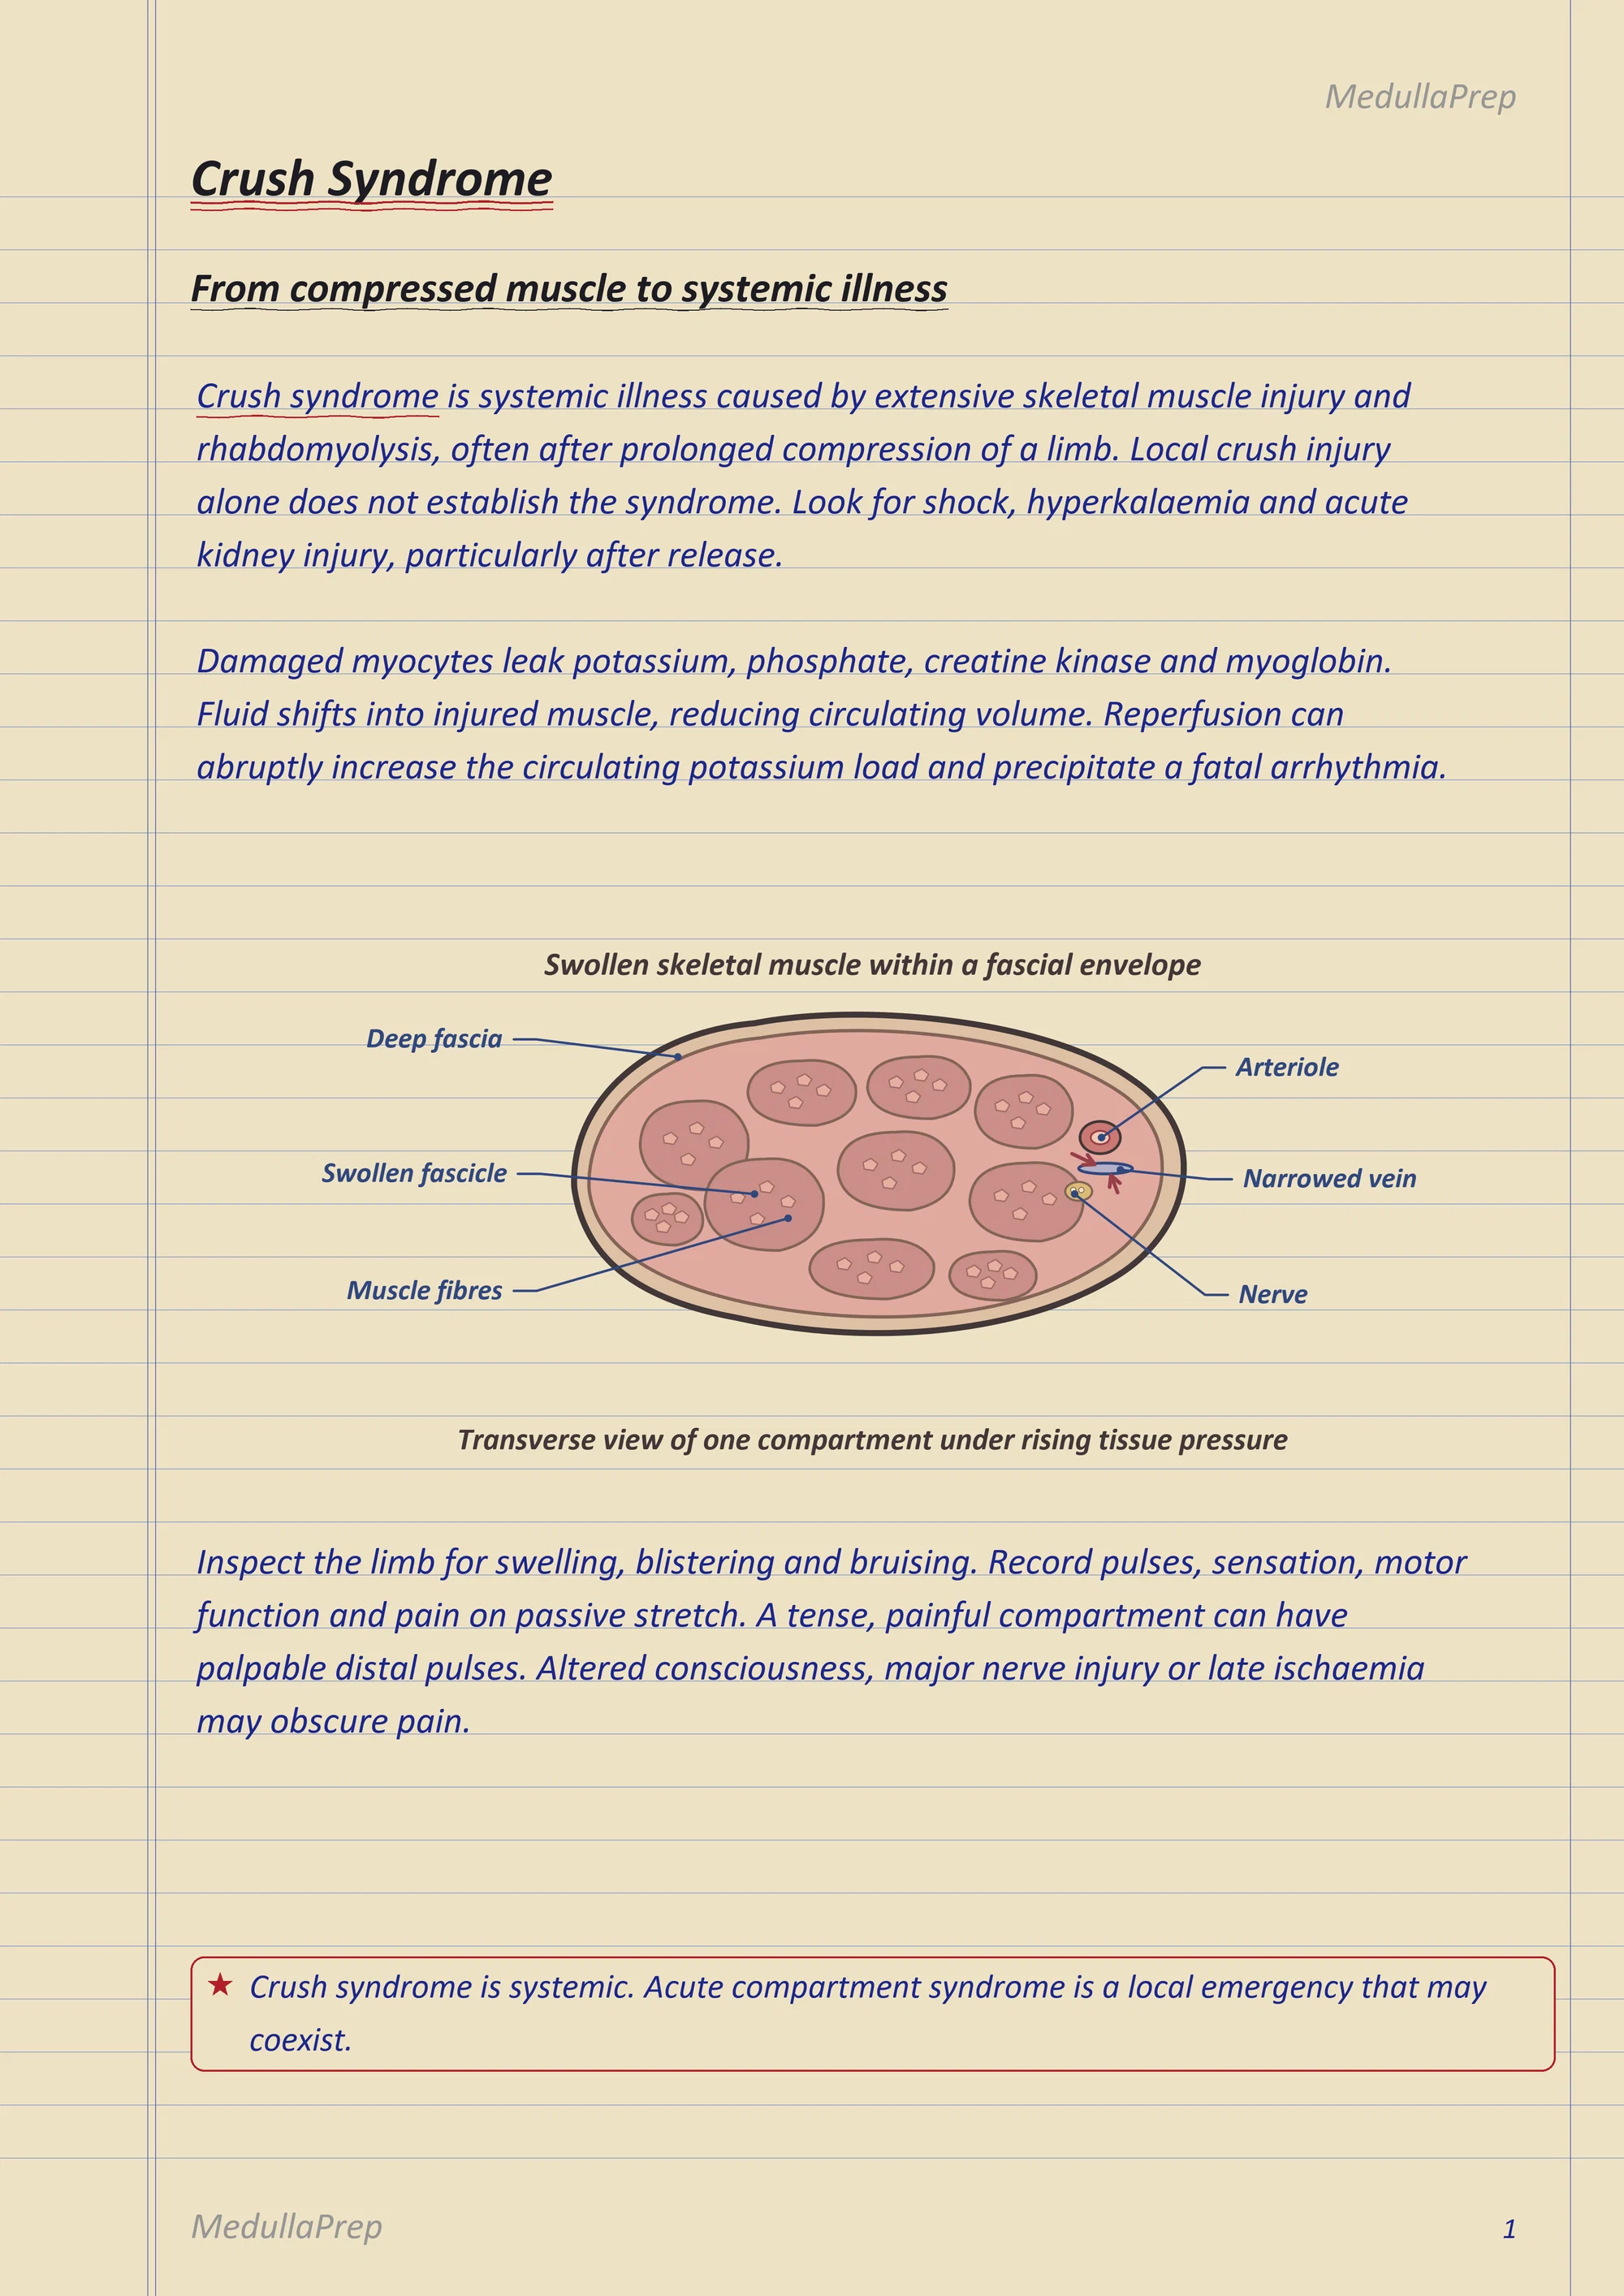 MedullaPrep
Crush Syndrome
From compressed muscle to systemic illness
Crush syndrome is systemic illness caused by extensive skeletal muscle injury and
rhabdomyolysis, often after prolonged compression of a limb. Local crush injury
alone does not establish the syndrome. Look for shock, hyperkalaemia and acute
kidney injury, particularly after release.
Damaged myocytes leak potassium, phosphate, creatine kinase and myoglobin.
Fluid shifts into injured muscle, reducing circulating volume. Reperfusion can
abruptly increase the circulating potassium load and precipitate a fatal arrhythmia.
Swollen skeletal muscle within a fascial envelope
Deep fascia
Arteriole
Swollen fascicle
Narrowed vein
Muscle fibres
Nerve
Transverse view of one compartment under rising tissue pressure
Inspect the limb for swelling, blistering and bruising. Record pulses, sensation, motor
function and pain on passive stretch. A tense, painful compartment can have
palpable distal pulses. Altered consciousness, major nerve injury or late ischaemia
may obscure pain.
★ Crush syndrome is systemic. Acute compartment syndrome is a local emergency that may
coexist.
MedullaPrep
1